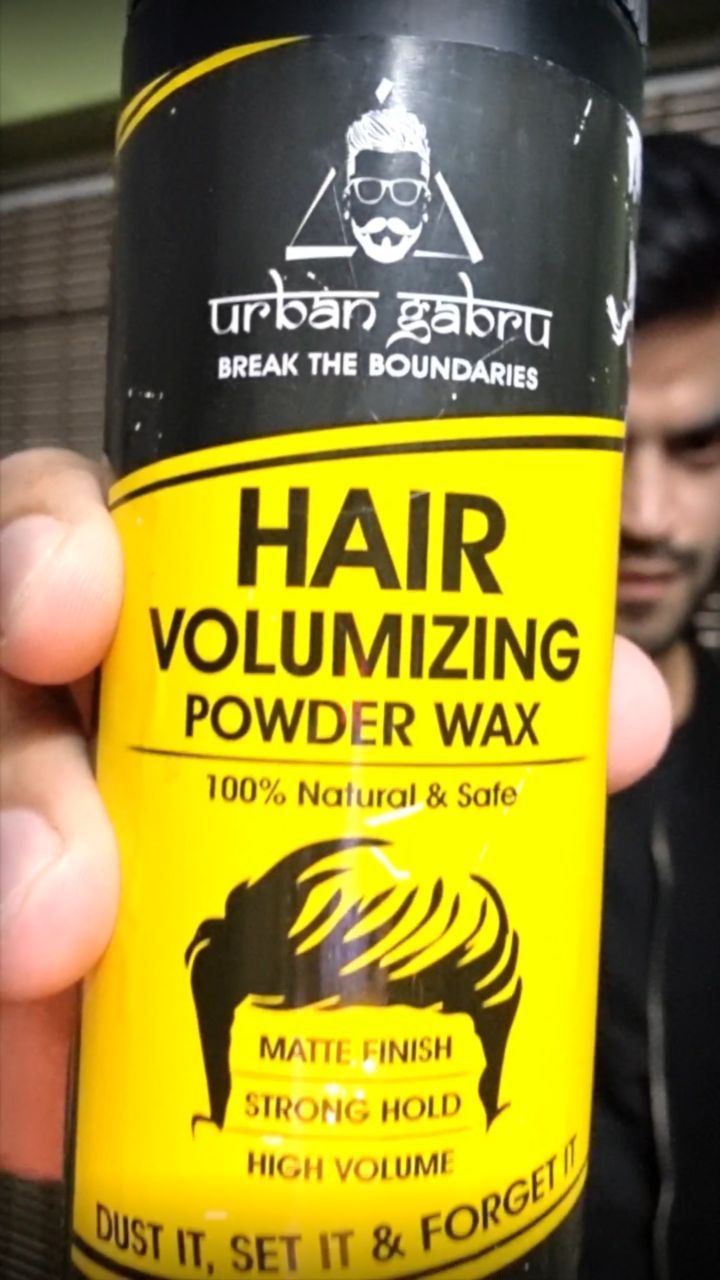 urban gabru
BREAK THE BOUNDARIES
HAIR
VOLUMIZING
POWDER WAX
100% Natural & Safe
MATTE FINISH
STRONG HOLD
HIGH VOLUME
DUST IT, SET IT & FORGET IT